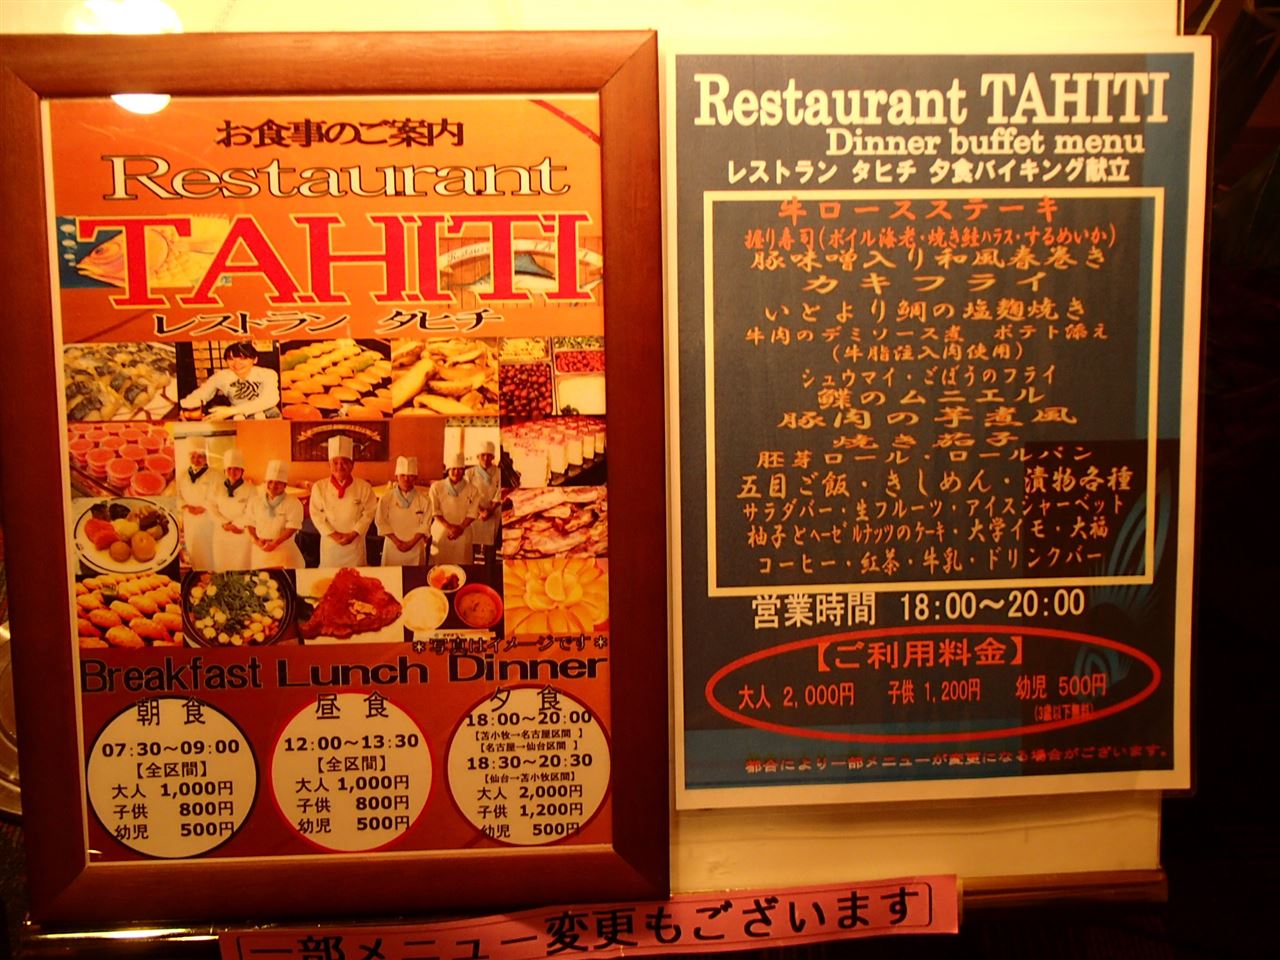 お食事のご案内
Restaurant
TAHITI
レストラン タヒチ
*写真はイメージです*
Breakfast Lunch Dinner
朝食
07:30～09:00
【全区間】
大人 1,000円
子供 800円
幼児 500円
昼食
12:00～13:30
【全区間】
大人 1,000円
子供 800円
幼児 500円
夕食
18:00～20:00
【苫小牧→名古屋区間】
【名古屋→仙台区間】
18:30～20:30
【仙台→苫小牧区間】
大人 2,000円
子供 1,200円
幼児 500円
Restaurant TAHITI
Dinner buffet menu
レストラン タヒチ 夕食バイキング献立
牛ロースステーキ
握り寿司(ボイル海老・焼き鮭ハラス・するめいか)
豚味噌入り和風春巻き
カキフライ
いとより鯛の塩麹焼き
牛肉のデミソース煮 ポテト添え
(牛脂注入肉使用)
シュウマイ・ごぼうのフライ
鰈のムニエル
豚肉の芋煮風
焼き茄子
胚芽ロール・ロールパン
五目ご飯・きしめん・漬物各種
サラダバー・生フルーツ・アイスシャーベット
柚子とヘーゼルナッツのケーキ・大学イモ・大福
コーヒー・紅茶・牛乳・ドリンクバー
営業時間 18:00～20:00
【ご利用料金】
大人 2,000円 子供 1,200円 幼児 500円
(3歳以下無料)
都合により一部メニューが変更になる場合がございます。
一部メニュー変更もございます